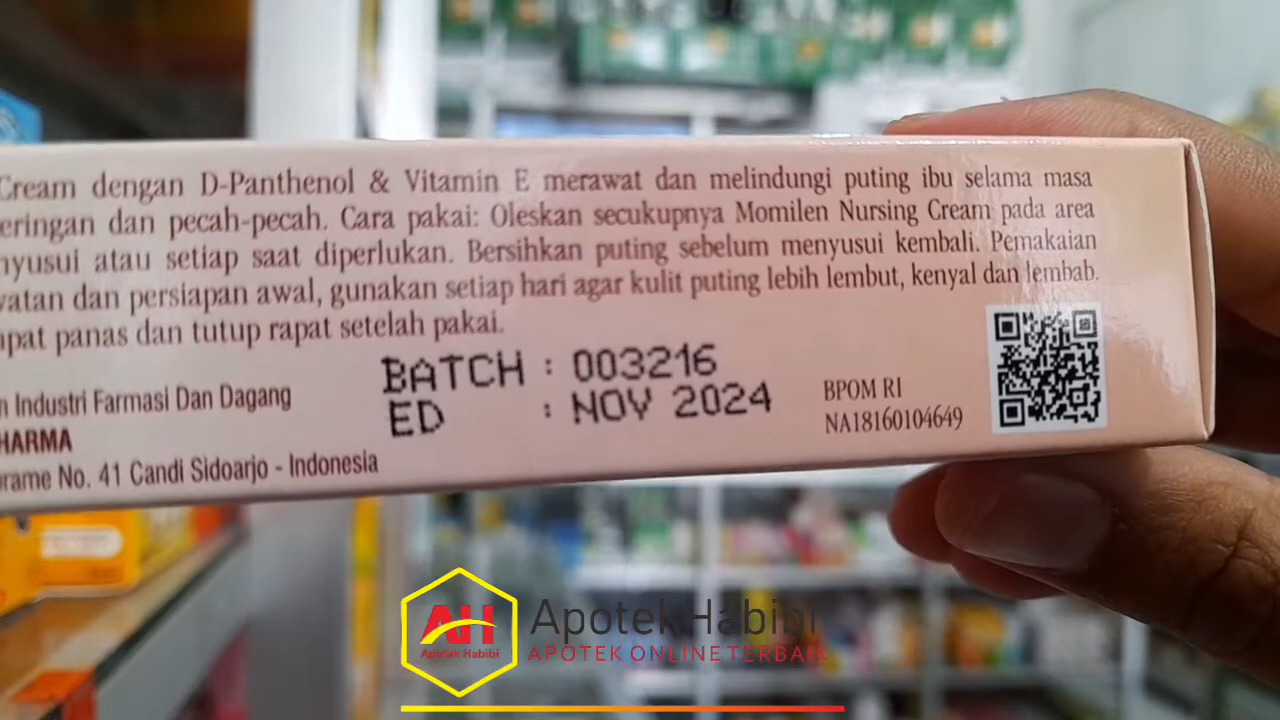 Cream dengan D-Panthenol & Vitamin E merawat dan melindungi puting ibu selama masa
eringan dan pecah-pecah. Cara pakai: Oleskan secukupnya Momilen Nursing Cream pada area
nyusui atau setiap saat diperlukan. Bersihkan puting sebelum menyusui kembali. Pemakaian
watan dan persiapan awal, gunakan setiap hari agar kulit puting lebih lembut, kenyal dan lembab.
npat panas dan tutup rapat setelah pakai.
BATCH : 003216
ED : NOV 2024
n Industri Farmasi Dan Dagang
HARMA
rame No. 41 Candi Sidoarjo - Indonesia
BPOM RI
NA18160104649
AH
Apotek Habibi
Apotek Habibi
APOTEK ONLINE TERBAIK